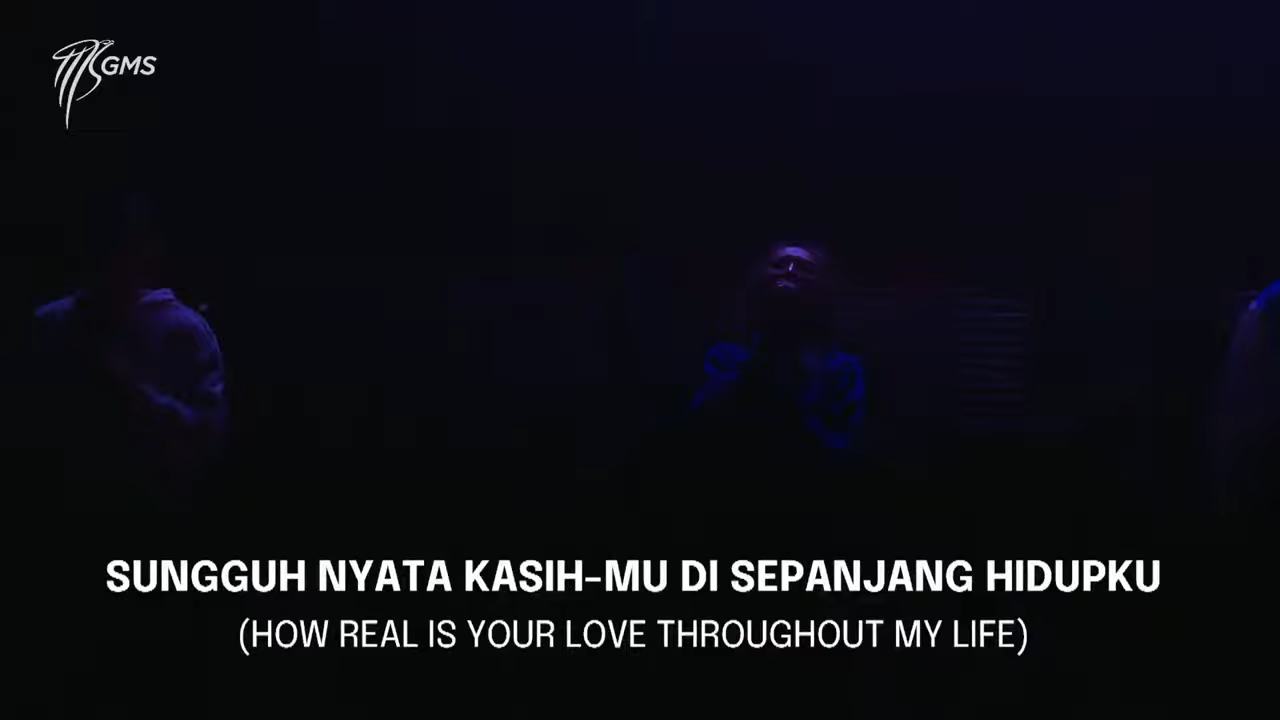 GMS
SUNGGUH NYATA KASIH-MU DI SEPANJANG HIDUPKU
(HOW REAL IS YOUR LOVE THROUGHOUT MY LIFE)